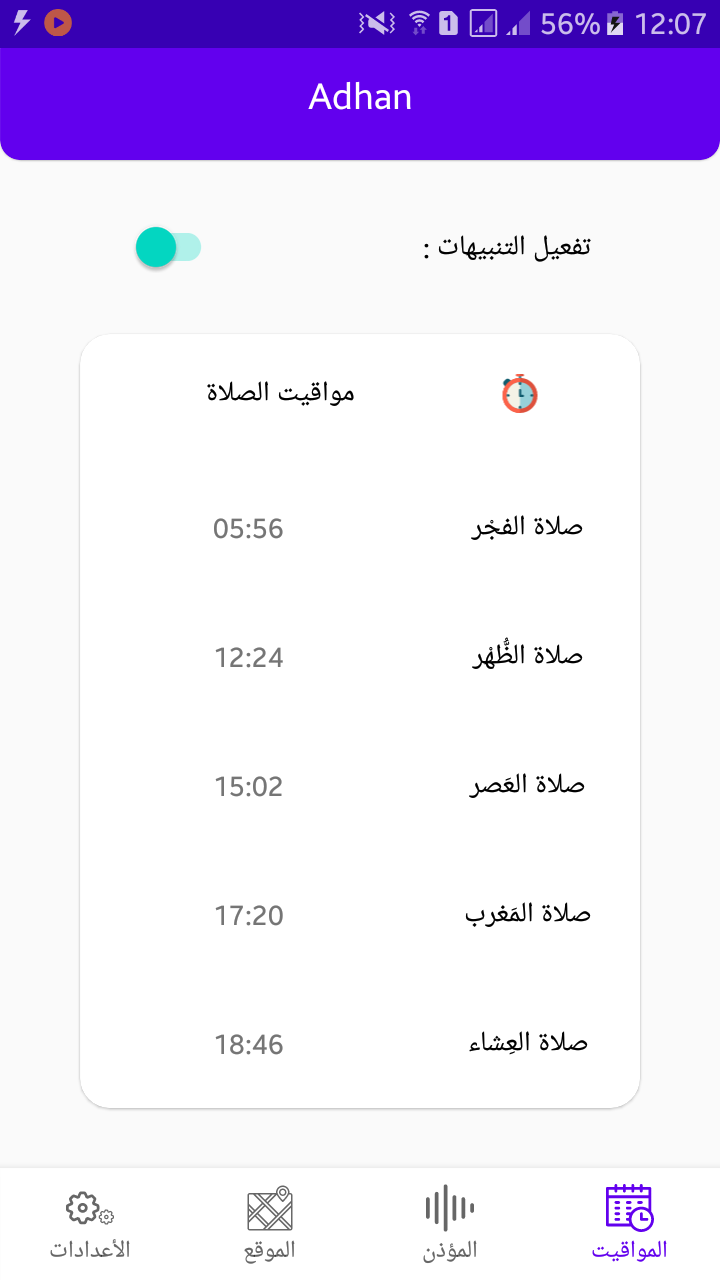 1 56% 12:07
Adhan
تفعيل التنبيهات :
مواقيت الصلاة
صلاة الفجْر 05:56
صلاة الظُّهْر 12:24
صلاة العَصر 15:02
صلاة المَغرب 17:20
صلاة العِشاء 18:46
المواقيت المؤذن الموقع الأعدادات